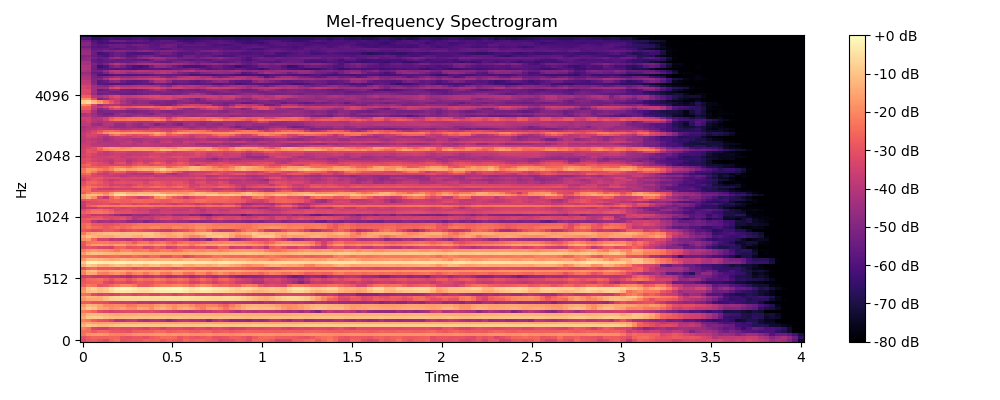 Mel-frequency Spectrogram
+0 dB
-10 dB
-20 dB
-30 dB
-40 dB
-50 dB
-60 dB
-70 dB
-80 dB
4096
2048
1024
512
0
Hz
0 0.5 1 1.5 2 2.5 3 3.5 4
Time